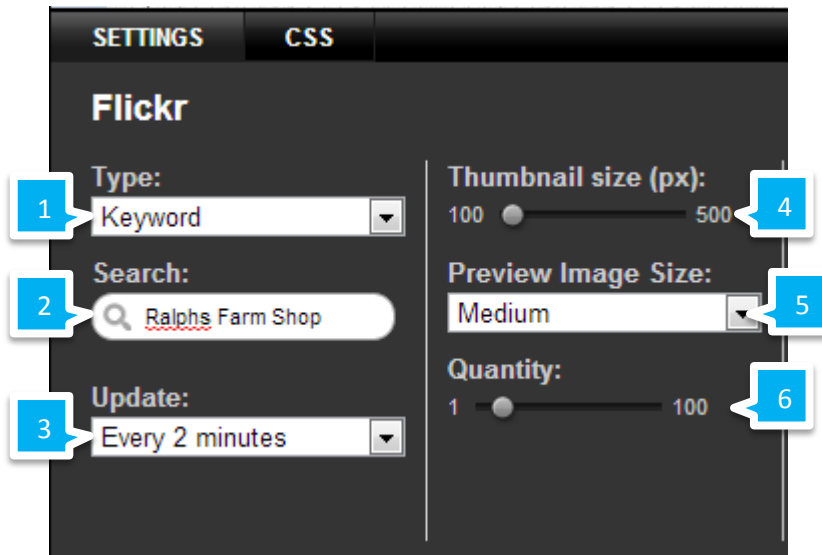 SETTINGS CSS
Flickr
Type:
1
Keyword
Search:
2
Ralphs Farm Shop
Update:
3
Every 2 minutes
Thumbnail size (px):
100 500
4
Preview Image Size:
Medium
5
Quantity:
1 100
6